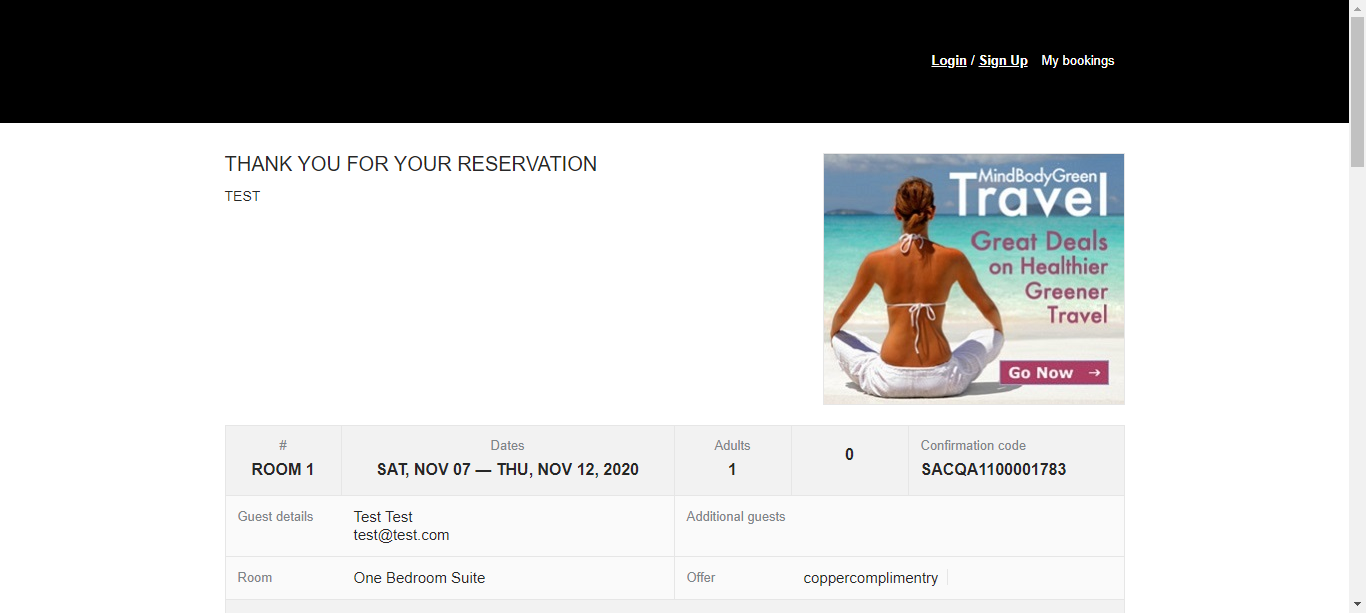 Login / Sign Up My bookings
THANK YOU FOR YOUR RESERVATION
TEST
MindBodyGreen
Travel
Great Deals
on Healthier
Greener
Travel
Go Now →
# Dates Adults Confirmation code
ROOM 1 SAT, NOV 07 — THU, NOV 12, 2020 1 0 SACQA1100001783
Guest details Test Test Additional guests
test@test.com
Room One Bedroom Suite Offer coppercomplimentry